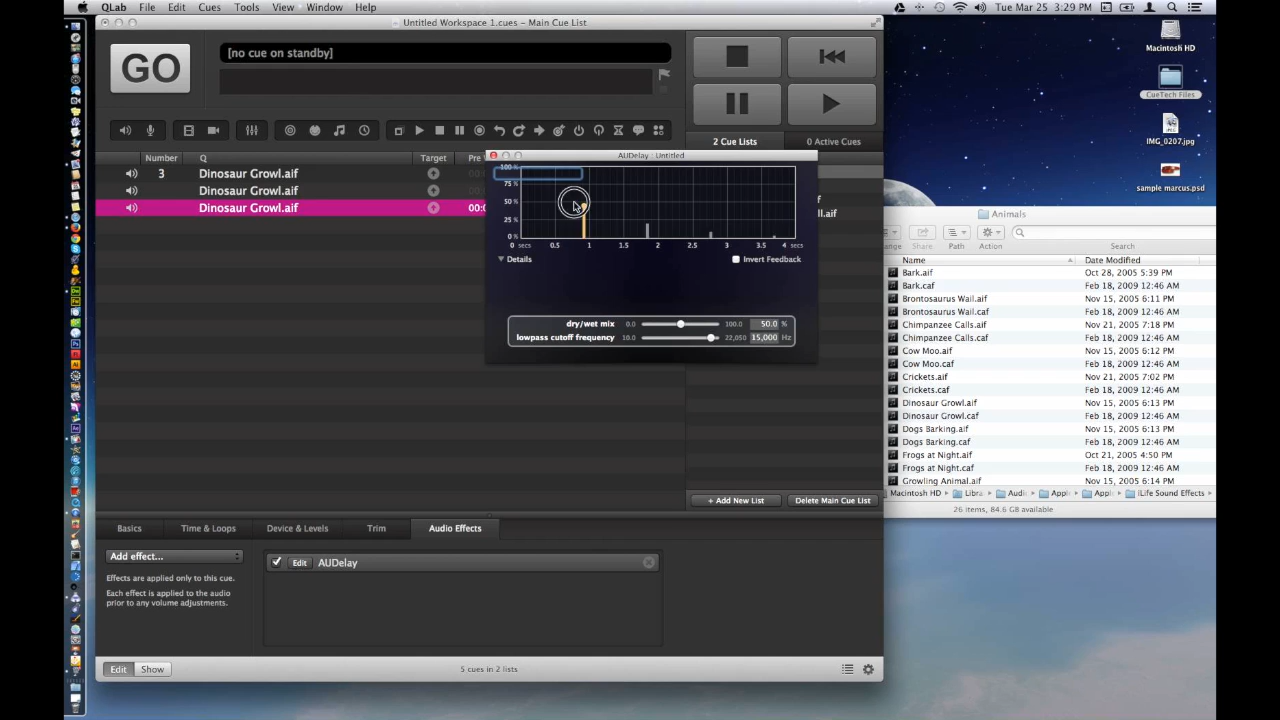 QLab File Edit Cues Tools View Window Help
Tue Mar 25 3:29 PM
Untitled Workspace 1.cues – Main Cue List
GO
[no cue on standby]
2 Cue Lists
0 Active Cues
Number Q Target
3 Dinosaur Growl.aif
Dinosaur Growl.aif
Dinosaur Growl.aif
AUDelay : Untitled
100 %
75 %
50 %
25 %
0 %
0 secs 0.5 1 1.5 2 2.5 3 3.5 4 secs
Details
Invert Feedback
dry/wet mix 0.0 100.0 50.0 %
lowpass cutoff frequency 10.0 22,050 15,000 Hz
+ Add New List
Delete Main Cue List
Basics
Time & Loops
Device & Levels
Trim
Audio Effects
Add effect...
Effects are applied only to this cue.
Each effect is applied to the audio
prior to any volume adjustments.
Edit AUDelay
Edit Show
5 cues in 2 lists
Macintosh HD
CueTech Files
IMG_0207.jpg
sample marcus.psd
Animals
Share Path Action Search
Name Date Modified
Bark.aif Oct 28, 2005 5:39 PM
Bark.caf Feb 18, 2009 12:46 AM
Brontosaurus Wail.aif Nov 15, 2005 6:11 PM
Brontosaurus Wail.caf Feb 18, 2009 12:46 AM
Chimpanzee Calls.aif Nov 21, 2005 7:18 PM
Chimpanzee Calls.caf Feb 18, 2009 12:46 AM
Cow Moo.aif Nov 15, 2005 6:12 PM
Cow Moo.caf Feb 18, 2009 12:46 AM
Crickets.aif Nov 21, 2005 7:02 PM
Crickets.caf Feb 18, 2009 12:46 AM
Dinosaur Growl.aif Nov 15, 2005 6:13 PM
Dinosaur Growl.caf Feb 18, 2009 12:46 AM
Dogs Barking.aif Nov 15, 2005 6:13 PM
Dogs Barking.caf Feb 18, 2009 12:46 AM
Frogs at Night.aif Oct 21, 2005 4:50 PM
Frogs at Night.caf Feb 18, 2009 12:46 AM
Growling Animal.aif Nov 15, 2005 6:14 PM
Macintosh HD Libra Audi Appl Appl iLife Sound Effects
26 items, 84.6 GB available